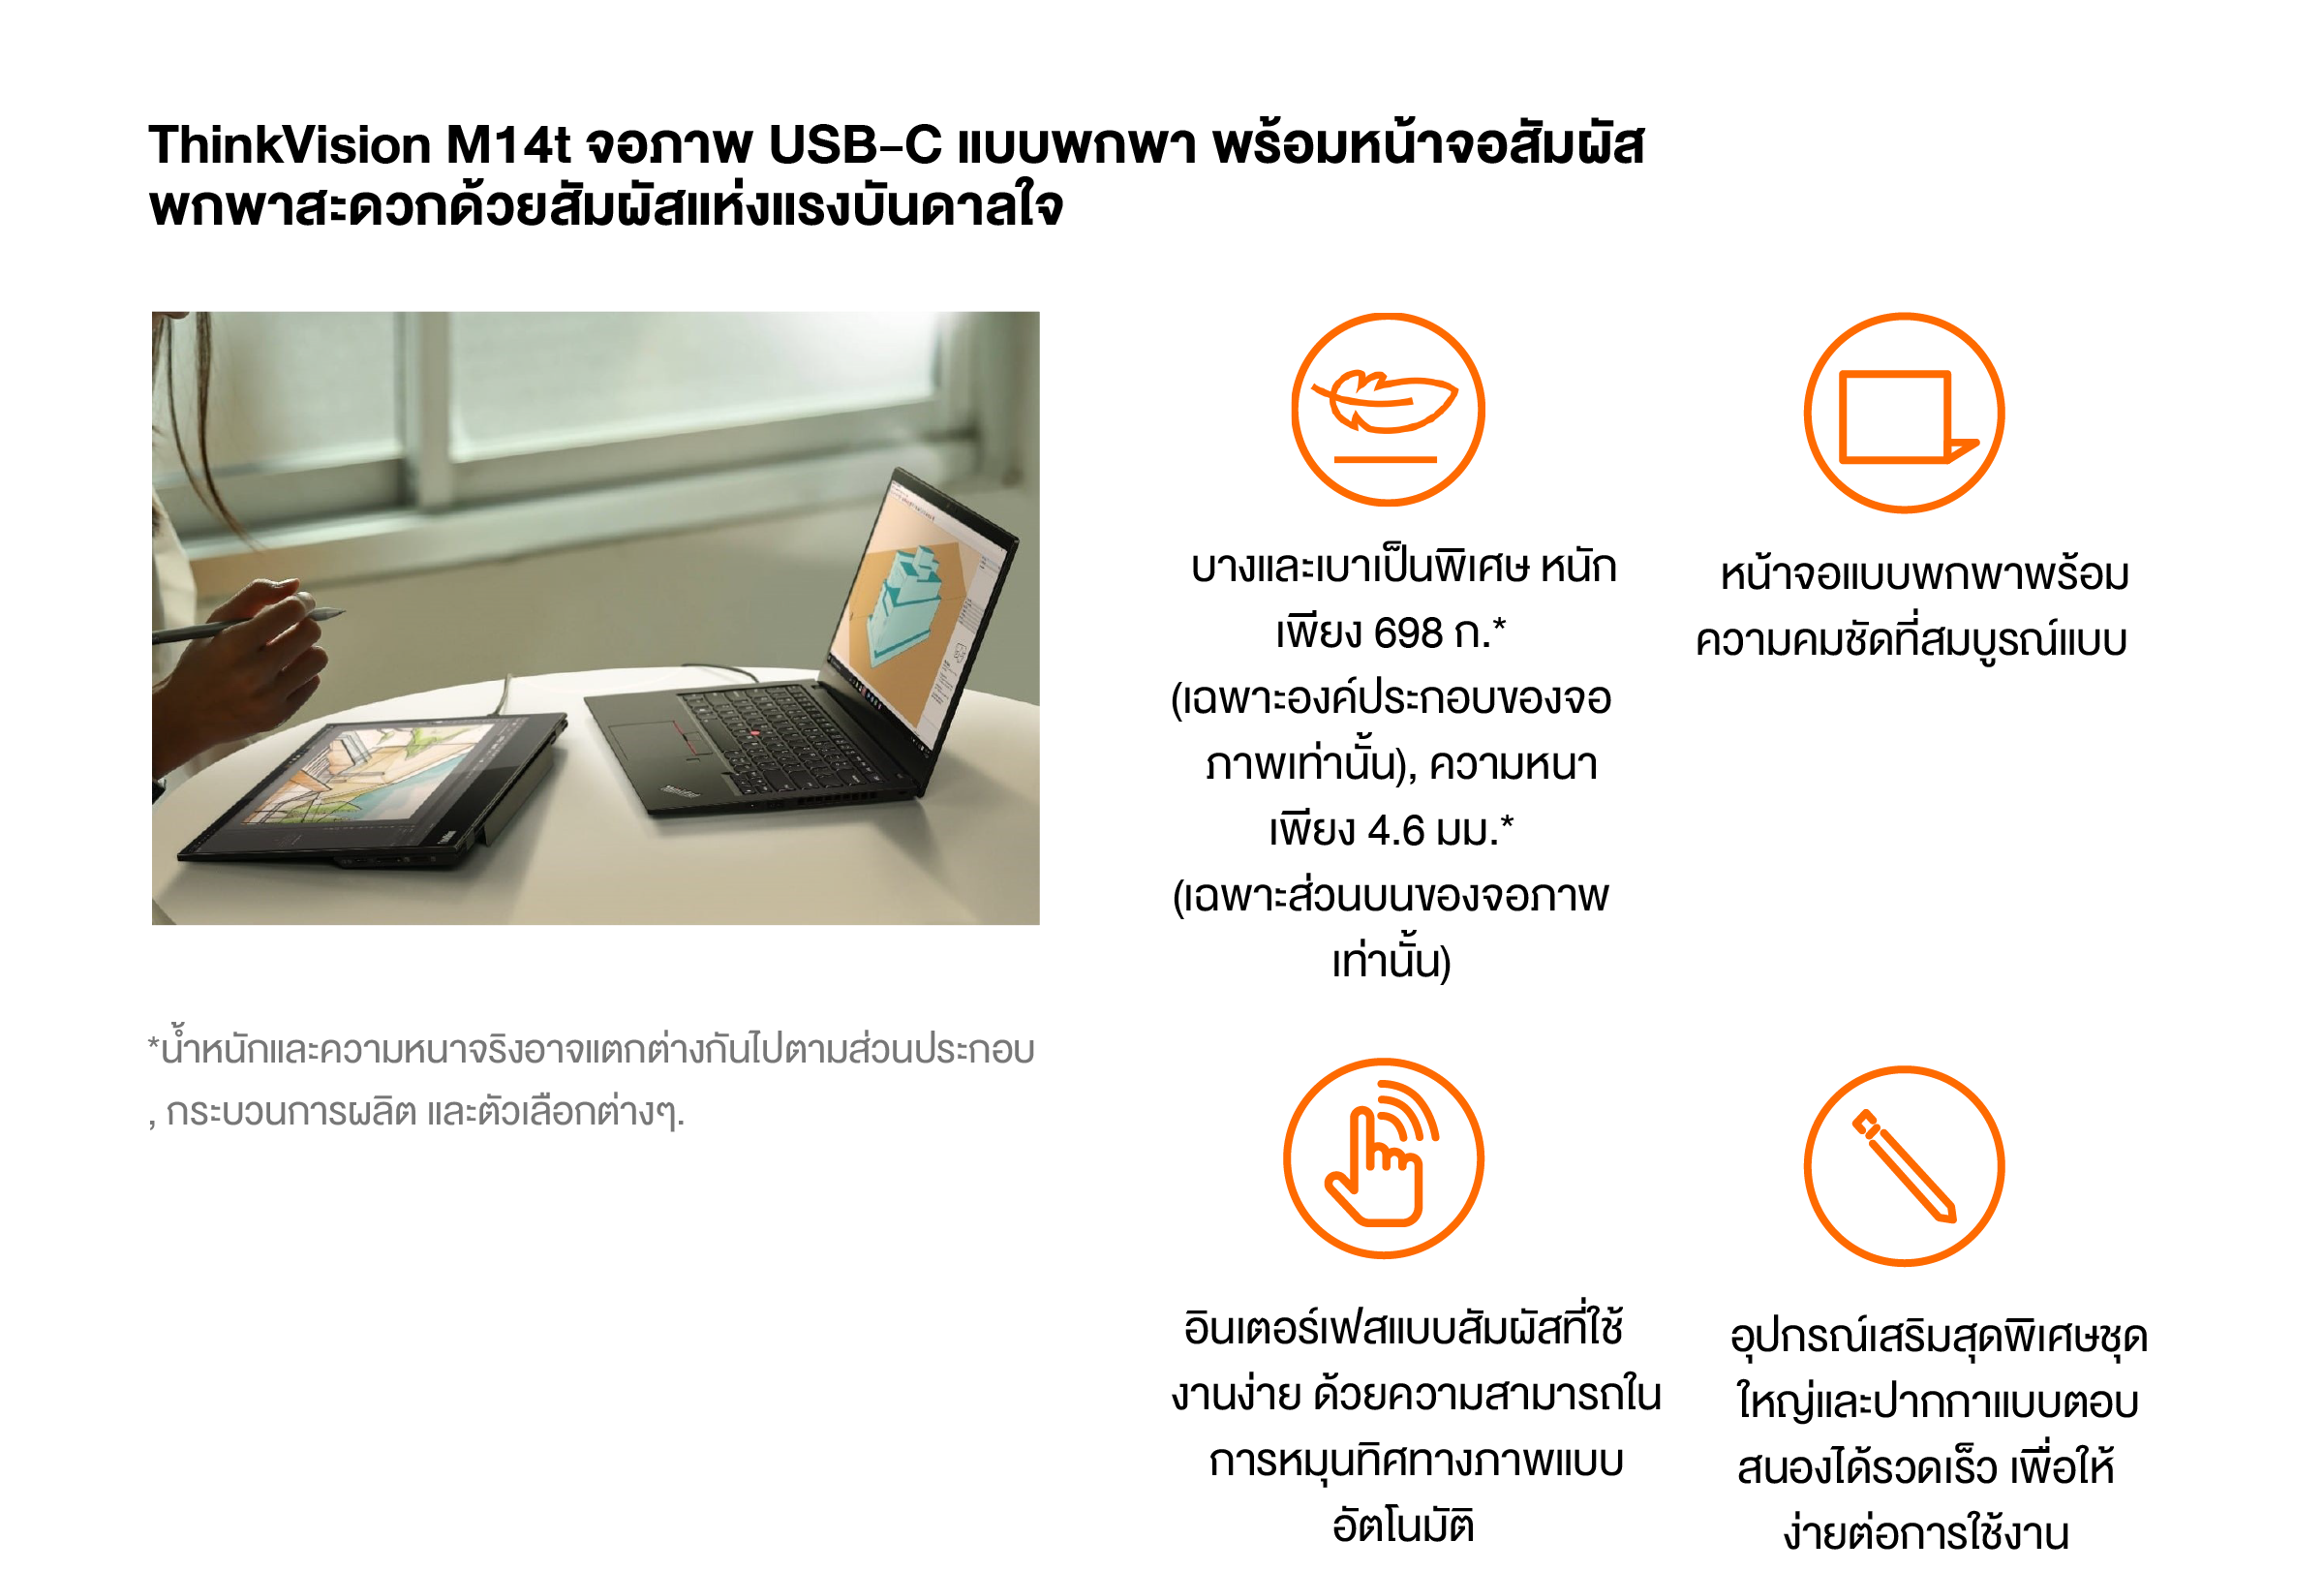 ThinkVision M14t จอภาพ USB-C แบบพกพา พร้อมหน้าจอสัมผัส
พกพาสะดวกด้วยสัมผัสแห่งแรงบันดาลใจ
บางและเบาเป็นพิเศษ หนัก
เพียง 698 ก.*
(เฉพาะองค์ประกอบของจอ
ภาพเท่านั้น), ความหนา
เพียง 4.6 มม.*
(เฉพาะส่วนบนของจอภาพ
เท่านั้น)
หน้าจอแบบพกพาพร้อม
ความคมชัดที่สมบูรณ์แบบ
*น้ำหนักและความหนาจริงอาจแตกต่างกันไปตามส่วนประกอบ
, กระบวนการผลิต และตัวเลือกต่างๆ.
อินเตอร์เฟสแบบสัมผัสที่ใช้
งานง่าย ด้วยความสามารถใน
การหมุนทิศทางภาพแบบ
อัตโนมัติ
อุปกรณ์เสริมสุดพิเศษชุด
ใหญ่และปากกาแบบตอบ
สนองได้รวดเร็ว เพื่อให้
ง่ายต่อการใช้งาน